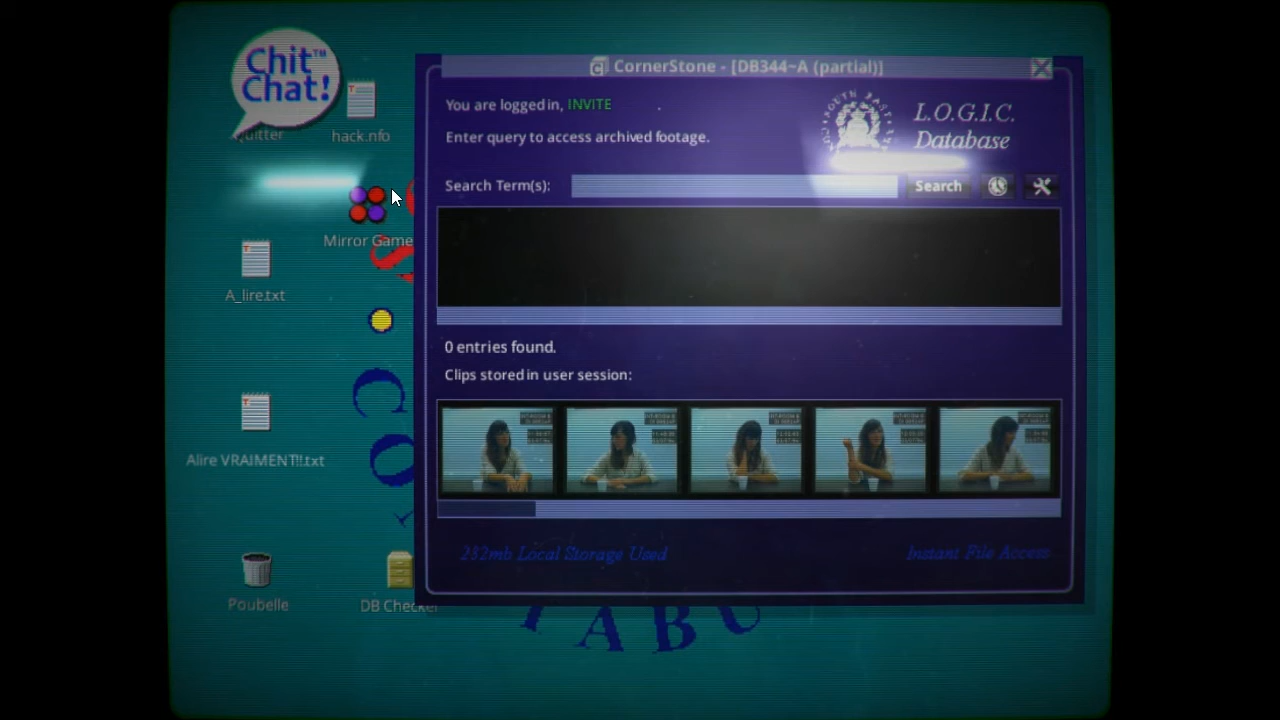 Chit™
Chat!
Quitter
hack.nfo
Mirror Game
A_lire.txt
Alire VRAIMENT!!.txt
Poubelle
DB Checker
CornerStone - [DB344~A (partial)]
You are logged in, INVITE
Enter query to access archived footage.
L.O.G.I.C.
Database
Search Term(s):
Search
0 entries found.
Clips stored in user session:
232mb Local Storage Used
Instant File Access
T A B U